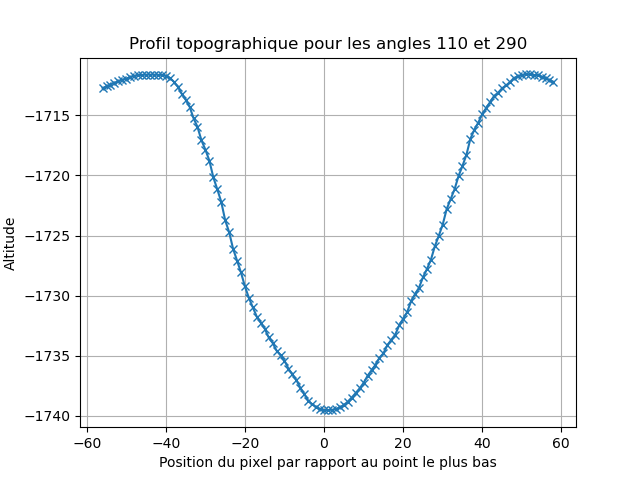 Profil topographique pour les angles 110 et 290
Altitude
−1715
−1720
−1725
−1730
−1735
−1740
−60 −40 −20 0 20 40 60
Position du pixel par rapport au point le plus bas